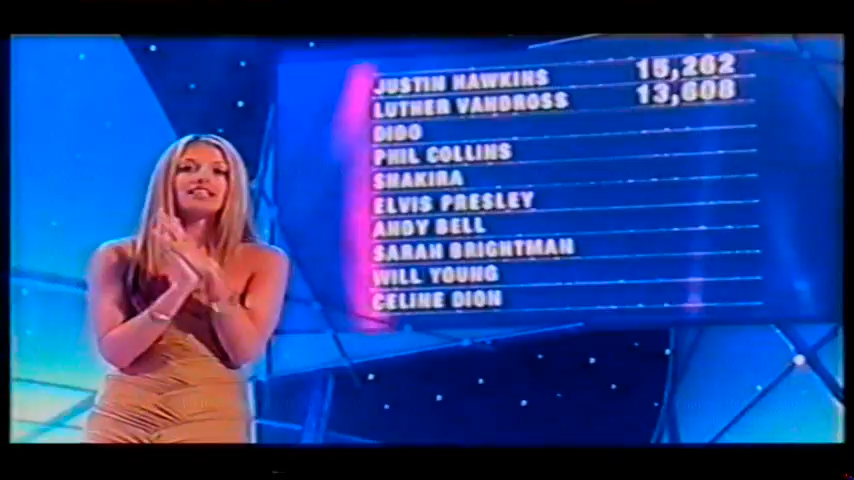 JUSTIN HAWKINS 15,262
LUTHER VANDROSS 13,608
DIDO
PHIL COLLINS
SHAKIRA
ELVIS PRESLEY
ANDY BELL
SARAH BRIGHTMAN
WILL YOUNG
CELINE DION